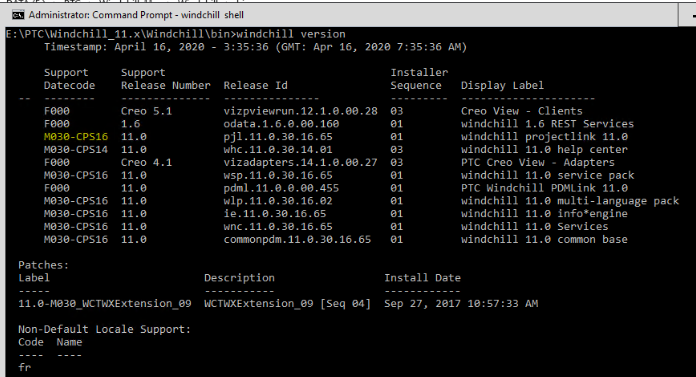 Administrator: Command Prompt - windchill shell
E:\PTC\Windchill_11.x\Windchill\bin>windchill version
Timestamp: April 16, 2020 - 3:35:36 (GMT: Apr 16, 2020 7:35:36 AM)
Support Support Installer
Datecode Release Number Release Id Sequence Display Label
-- -------- -------------- ---------- --------- ---------------------
F000 Creo 5.1 vizpviewrun.12.1.0.00.28 03 Creo View - Clients
F000 1.6 odata.1.6.0.00.160 01 windchill 1.6 REST Services
M030-CPS16 11.0 pjl.11.0.30.16.65 01 windchill projectlink 11.0
M030-CPS14 11.0 whc.11.0.30.14.01 03 windchill 11.0 help center
F000 Creo 4.1 vizadapters.14.1.0.00.27 03 PTC Creo View - Adapters
M030-CPS16 11.0 wsp.11.0.30.16.65 01 windchill 11.0 service pack
F000 11.0 pdml.11.0.0.00.455 01 PTC Windchill PDMLink 11.0
M030-CPS16 11.0 wlp.11.0.30.16.02 01 windchill 11.0 multi-language pack
M030-CPS16 11.0 ie.11.0.30.16.65 01 windchill 11.0 info*engine
M030-CPS16 11.0 wnc.11.0.30.16.65 01 windchill 11.0 Services
M030-CPS16 11.0 commonpdm.11.0.30.16.65 01 windchill 11.0 common base
Patches:
Label Description Install Date
----- ----------- ------------
11.0-M030_WCTWXExtension_09 WCTWXExtension_09 [Seq 04] Sep 27, 2017 10:57:33 AM
Non-Default Locale Support:
Code Name
---- ----
fr